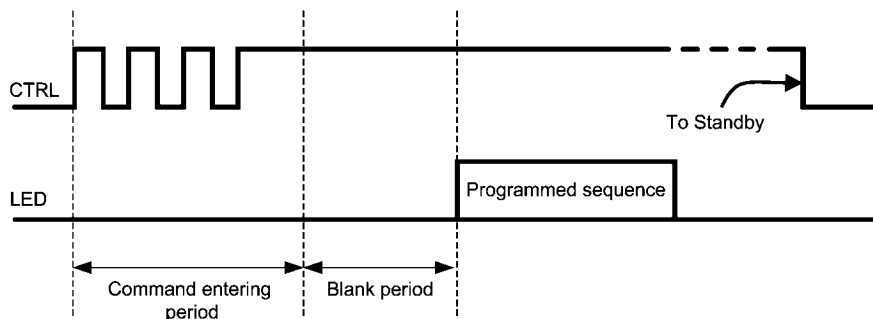 CTRL
To Standby
LED
Programmed sequence
Command entering
period
Blank period